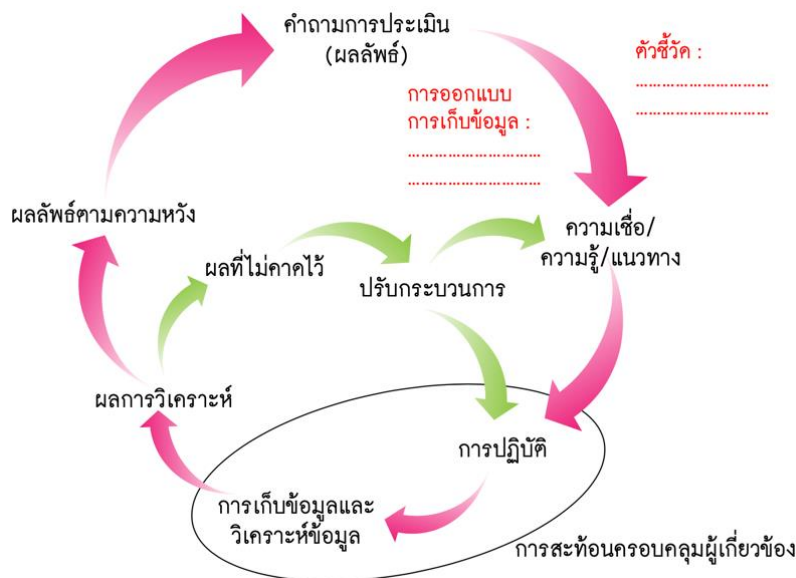 คำถามการประเมิน
(ผลลัพธ์)
ตัวชี้วัด :
................................
................................
การออกแบบ
การเก็บข้อมูล :
................................
................................
ผลลัพธ์ตามความหวัง
ความเชื่อ/
ความรู้/แนวทาง
ผลที่ไม่คาดไว้
ปรับกระบวนการ
ผลการวิเคราะห์
การปฏิบัติ
การเก็บข้อมูลและ
วิเคราะห์ข้อมูล
การสะท้อนครอบคลุมผู้เกี่ยวข้อง